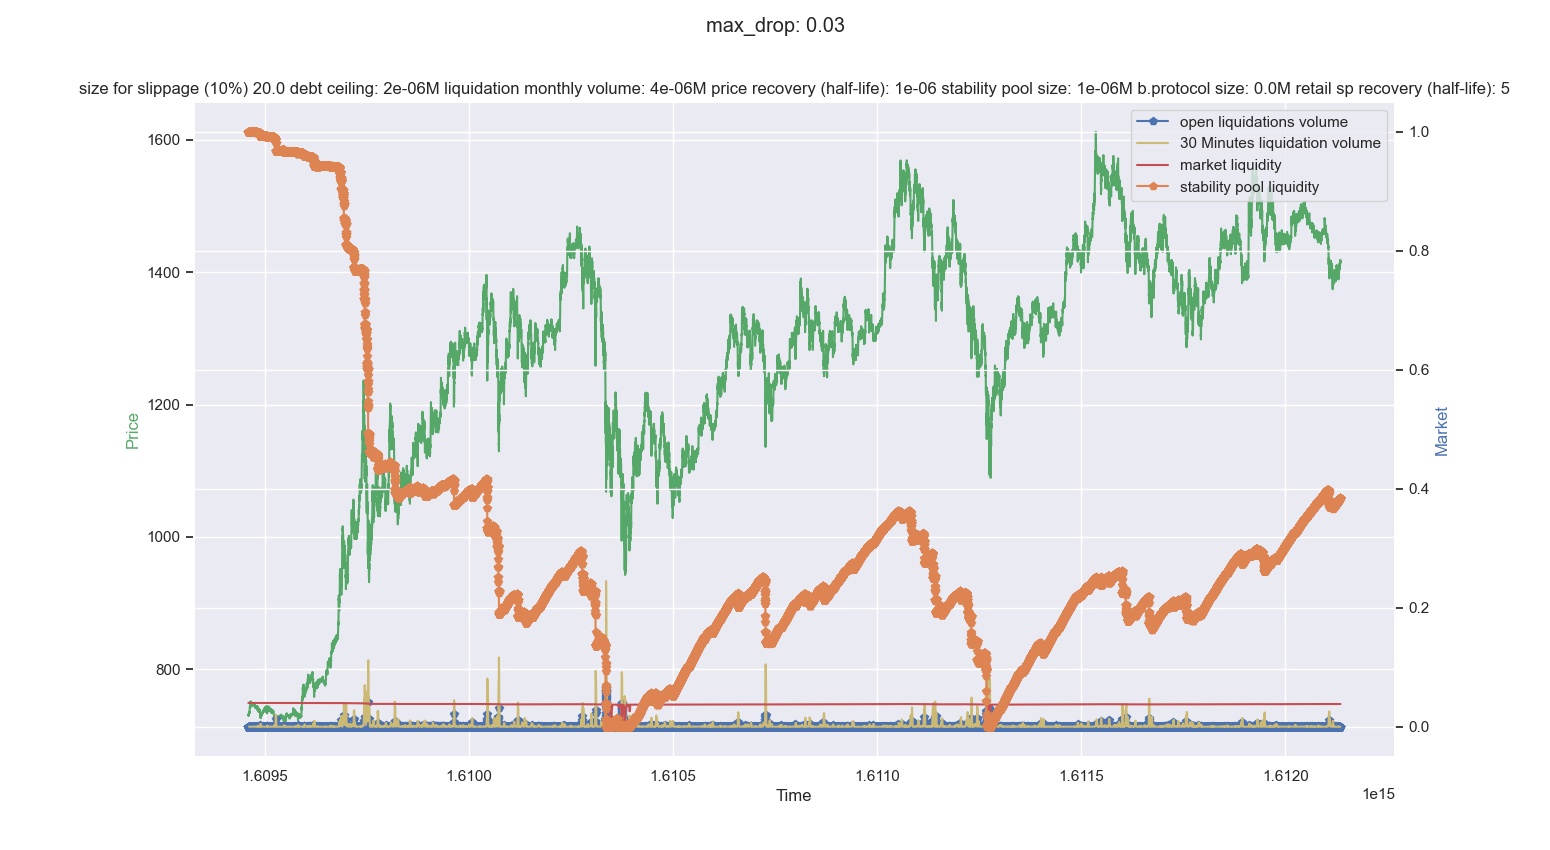 max_drop: 0.03
size for slippage (10%) 20.0 debt ceiling: 2e-06M liquidation monthly volume: 4e-06M price recovery (half-life): 1e-06 stability pool size: 1e-06M b.protocol size: 0.0M retail sp recovery (half-life): 5
open liquidations volume
30 Minutes liquidation volume
market liquidity
stability pool liquidity
1600
1400
1200
1000
800
Price
1.0
0.8
0.6
0.4
0.2
0.0
Market
1.6095
1.6100
1.6105
1.6110
1.6115
1.6120
1e15
Time